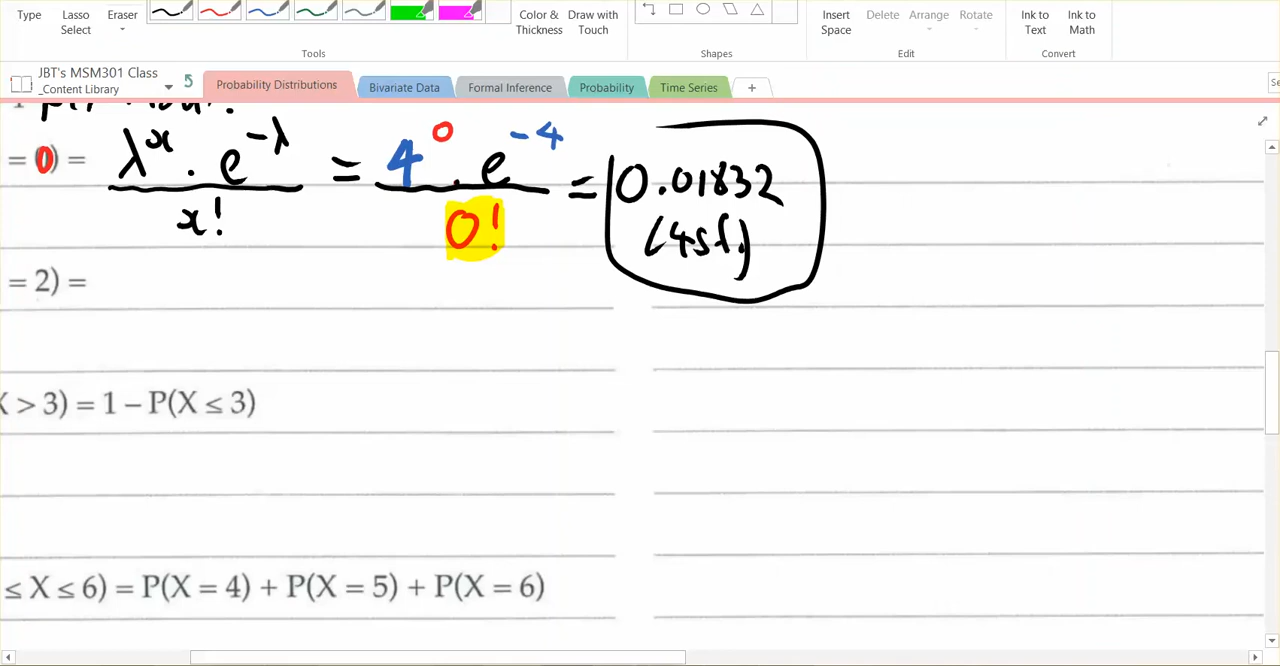 Type
Lasso
Select
Eraser
Color &
Thickness
Draw with
Touch
Insert
Space
Delete
Arrange
Rotate
Ink to
Text
Ink to
Math
Tools
Shapes
Edit
Convert
JBT's MSM301 Class
_Content Library
5
Probability Distributions
Bivariate Data
Formal Inference
Probability
Time Series
+
Se
= 0) = λ^x . e^-λ / x! = 4^0 . e^-4 / 0! = 0.01832
(4sf)
= 2) =
X > 3) = 1 – P(X ≤ 3)
≤ X ≤ 6) = P(X = 4) + P(X = 5) + P(X = 6)